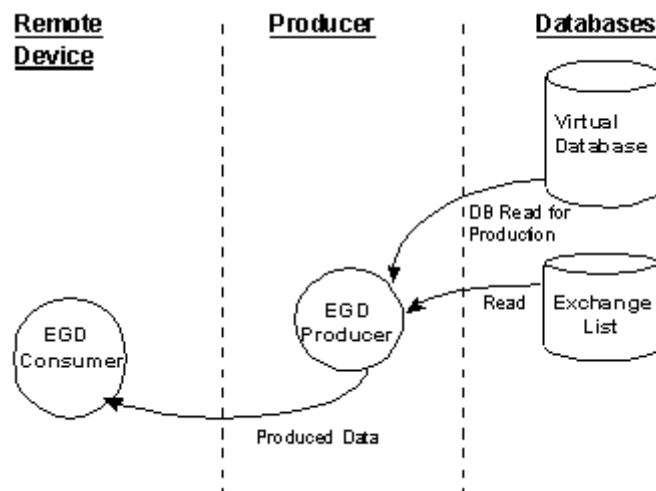 Remote
Device
Producer
Databases
Virtual
Database
DB Read for
Production
EGD
Producer
Read
Exchange
List
EGD
Consumer
Produced Data